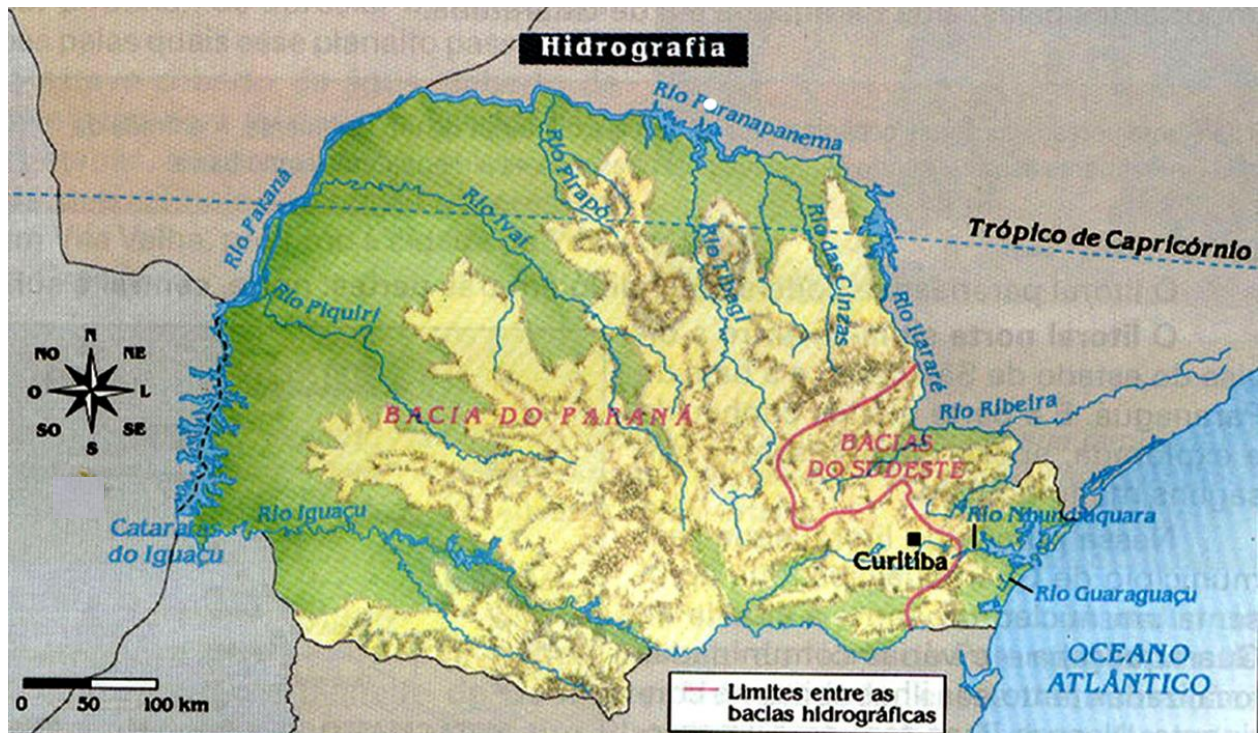 Hidrografia
Rio Paranapanema
Rio Paraná
Rio Pirapó
Rio Ivaí
Rio Tibagi
Rio das Cinzas
Trópico de Capricórnio
Rio Piquiri
Rio Itararé
N
NO
NE
O
L
SO
SE
S
BACIA DO PARANÁ
Rio Ribeira
BACIAS
DO SUDESTE
Cataratas
do Iguaçu
Rio Iguaçu
Rio Nhundiaquara
Curitiba
Rio Guaraguaçu
OCEANO
ATLÂNTICO
0 50 100 km
Limites entre as
bacias hidrográficas